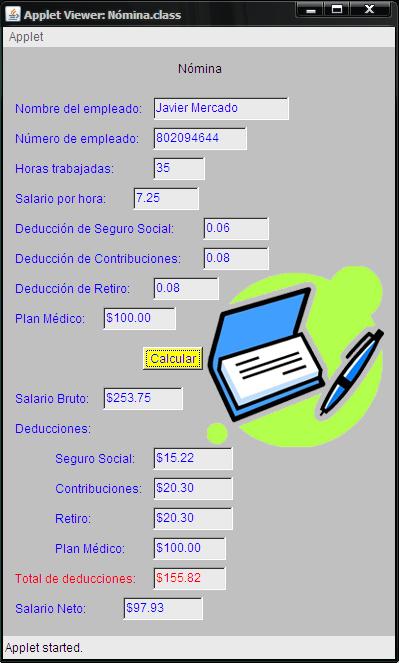 Applet Viewer: Nómina.class
Applet
Nómina
Nombre del empleado: Javier Mercado
Número de empleado: 802094644
Horas trabajadas: 35
Salario por hora: 7.25
Deducción de Seguro Social: 0.06
Deducción de Contribuciones: 0.08
Deducción de Retiro: 0.08
Plan Médico: $100.00
Calcular
Salario Bruto: $253.75
Deducciones:
Seguro Social: $15.22
Contribuciones: $20.30
Retiro: $20.30
Plan Médico: $100.00
Total de deducciones: $155.82
Salario Neto: $97.93
Applet started.